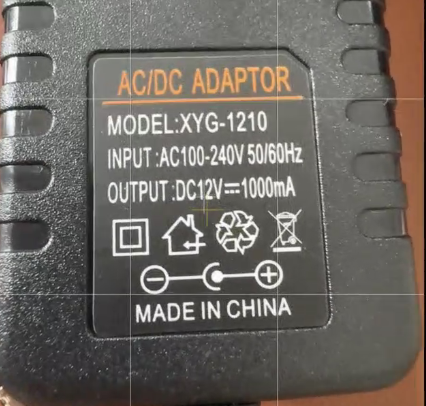 AC/DC ADAPTOR
MODEL:XYG-1210
INPUT:AC100-240V 50/60Hz
OUTPUT:DC12V⎓1000mA
MADE IN CHINA